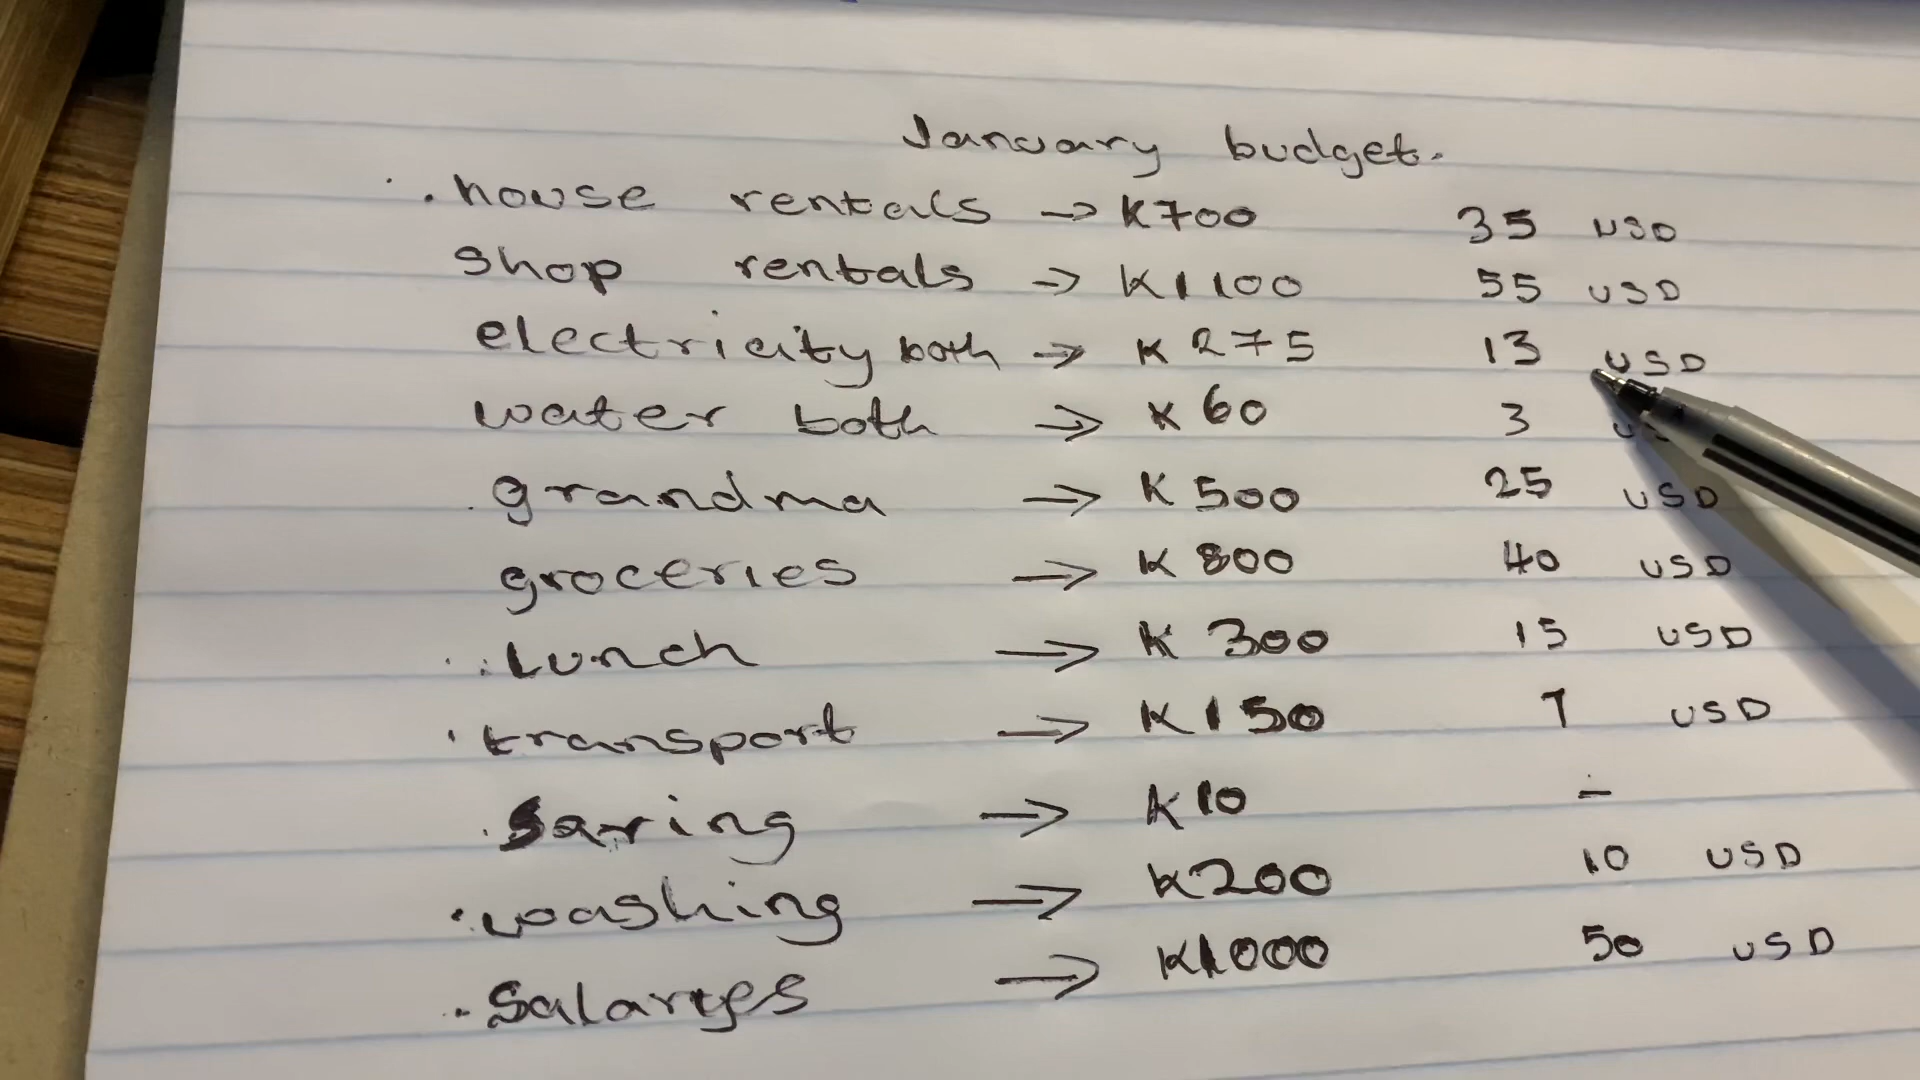 January budget.
. house rentals → K700 35 USD
shop rentals → K1100 55 USD
electricity both → K275 13 USD
water both → K60 3
. grandma → K500 25 USD
groceries → K800 40 USD
. Lunch → K300 15 USD
. transport → K150 7 USD
. saving → K10 –
. washing → K200 10 USD
. Salaryes → K1000 50 USD